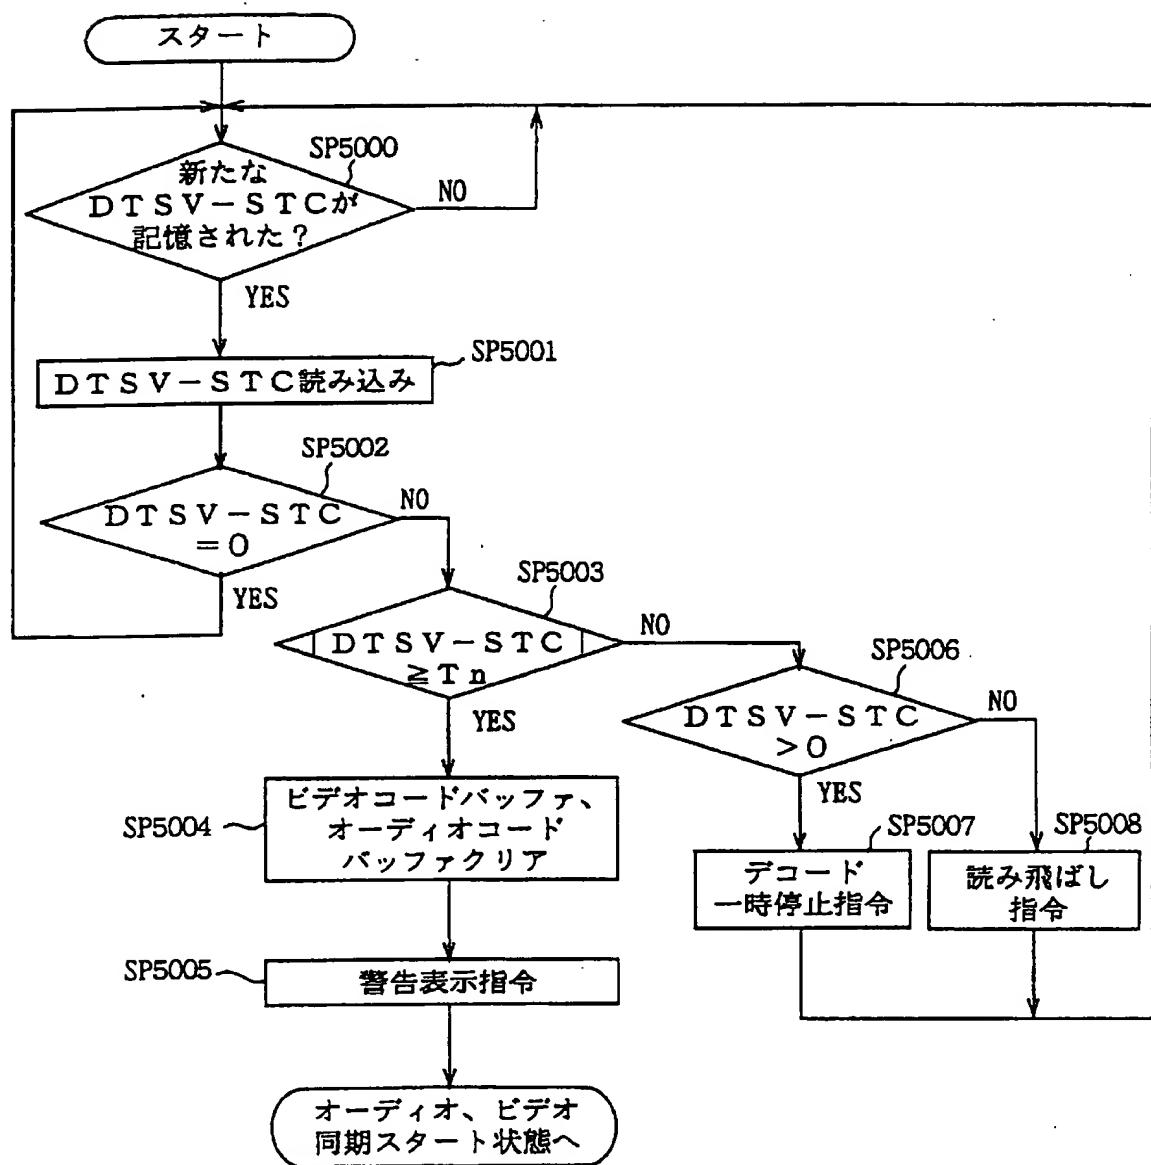 スタート
SP5000
新たな
DTSV-STCが
記憶された?
NO
YES
SP5001
DTSV-STC読み込み
SP5002
DTSV-STC
=0
NO
YES
SP5003
|DTSV-STC|
≧Tn
NO
YES
SP5006
DTSV-STC
>0
NO
YES
SP5004
ビデオコードバッファ、
オーディオコード
バッファクリア
SP5007
デコード
一時停止指令
SP5008
読み飛ばし
指令
SP5005
警告表示指令
オーディオ、ビデオ
同期スタート状態へ